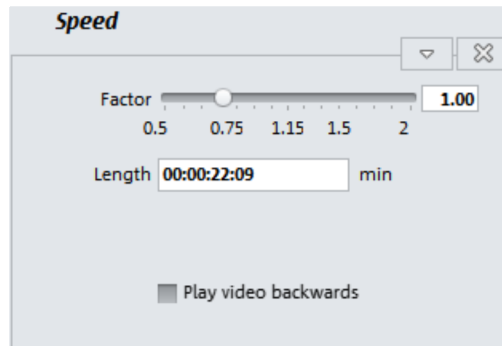 Speed
Factor 1.00
0.5 0.75 1.15 1.5 2
Length 00:00:22:09 min
Play video backwards